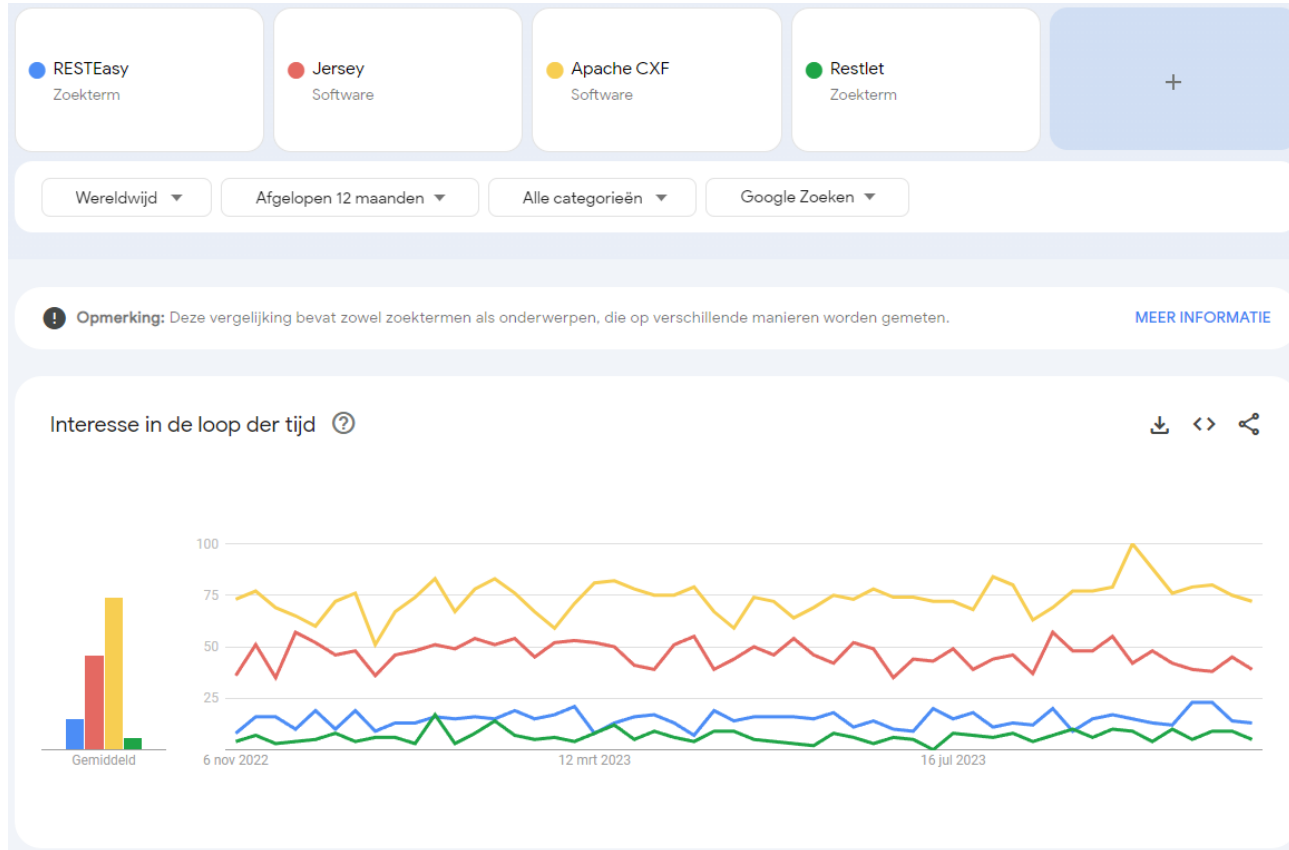 RESTEasy
Zoekterm
Jersey
Software
Apache CXF
Software
Restlet
Zoekterm
+
Wereldwijd
Afgelopen 12 maanden
Alle categorieën
Google Zoeken
Opmerking: Deze vergelijking bevat zowel zoektermen als onderwerpen, die op verschillende manieren worden gemeten.
MEER INFORMATIE
Interesse in de loop der tijd
100
75
50
25
Gemiddeld
6 nov 2022
12 mrt 2023
16 jul 2023